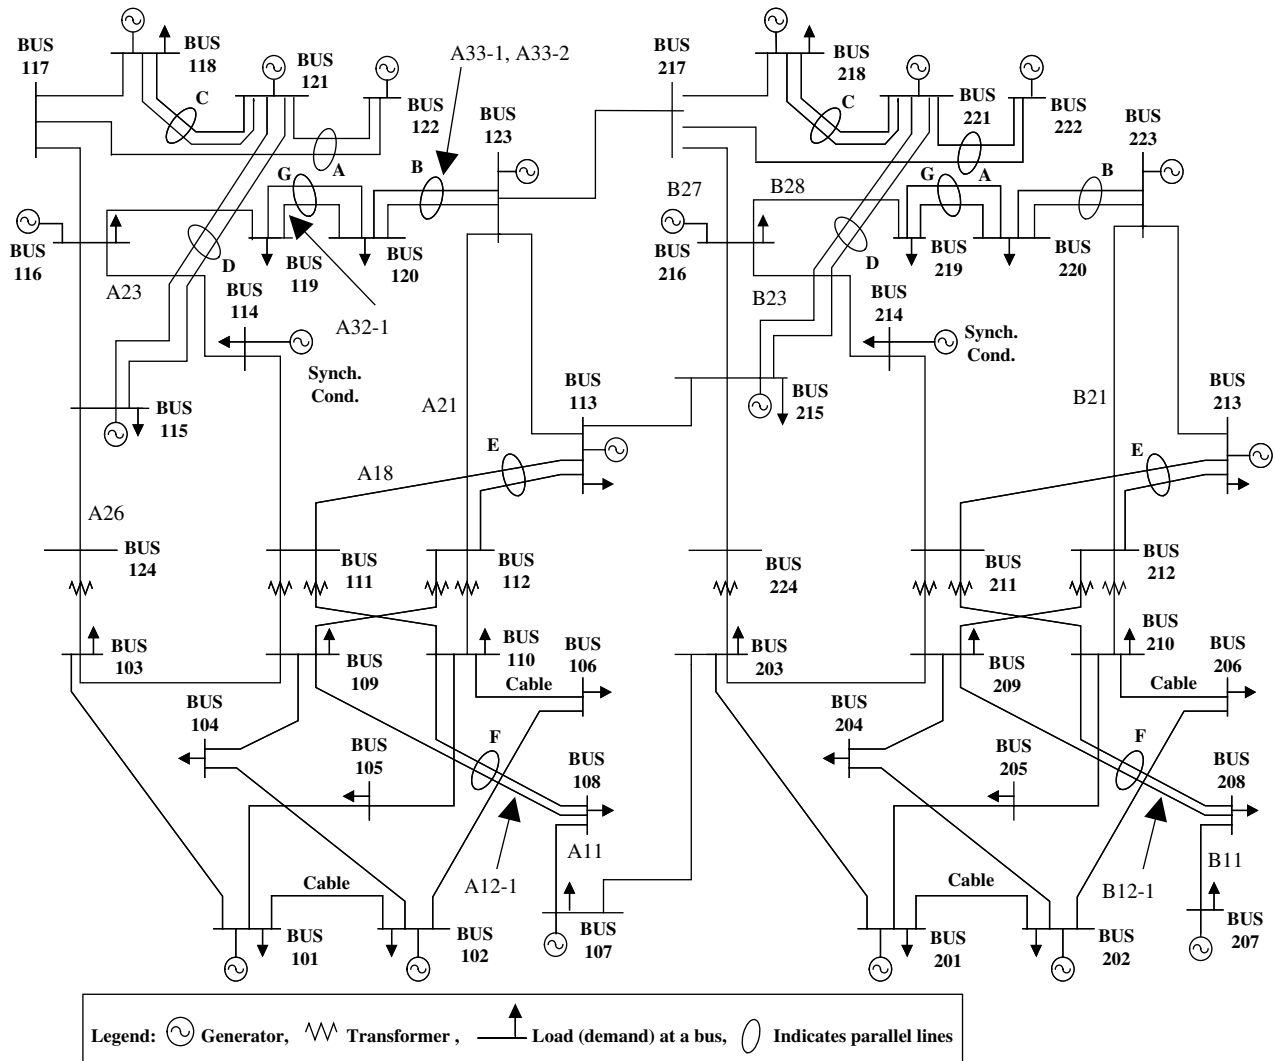 BUS
117
BUS
118
BUS
121
A33-1, A33-2
BUS
217
BUS
218
BUS
221
BUS
222
BUS
223
C
BUS
122
BUS
123
C
A
G
B
A
G
B
B27
B28
BUS
116
D
BUS
119
BUS
120
BUS
216
D
BUS
219
BUS
220
A23
BUS
114
A32-1
B23
BUS
214
Synch.
Cond.
Synch.
Cond.
BUS
115
A21
BUS
113
BUS
215
B21
BUS
213
E
A18
E
A26
BUS
124
BUS
111
BUS
112
BUS
224
BUS
211
BUS
212
BUS
103
BUS
109
BUS
110
BUS
106
BUS
203
BUS
209
BUS
210
BUS
206
Cable
Cable
BUS
104
BUS
105
F
BUS
108
BUS
204
BUS
205
F
BUS
208
A12-1
A11
B12-1
B11
Cable
Cable
BUS
101
BUS
102
BUS
107
BUS
201
BUS
202
BUS
207
Legend: Generator, Transformer , Load (demand) at a bus, Indicates parallel lines